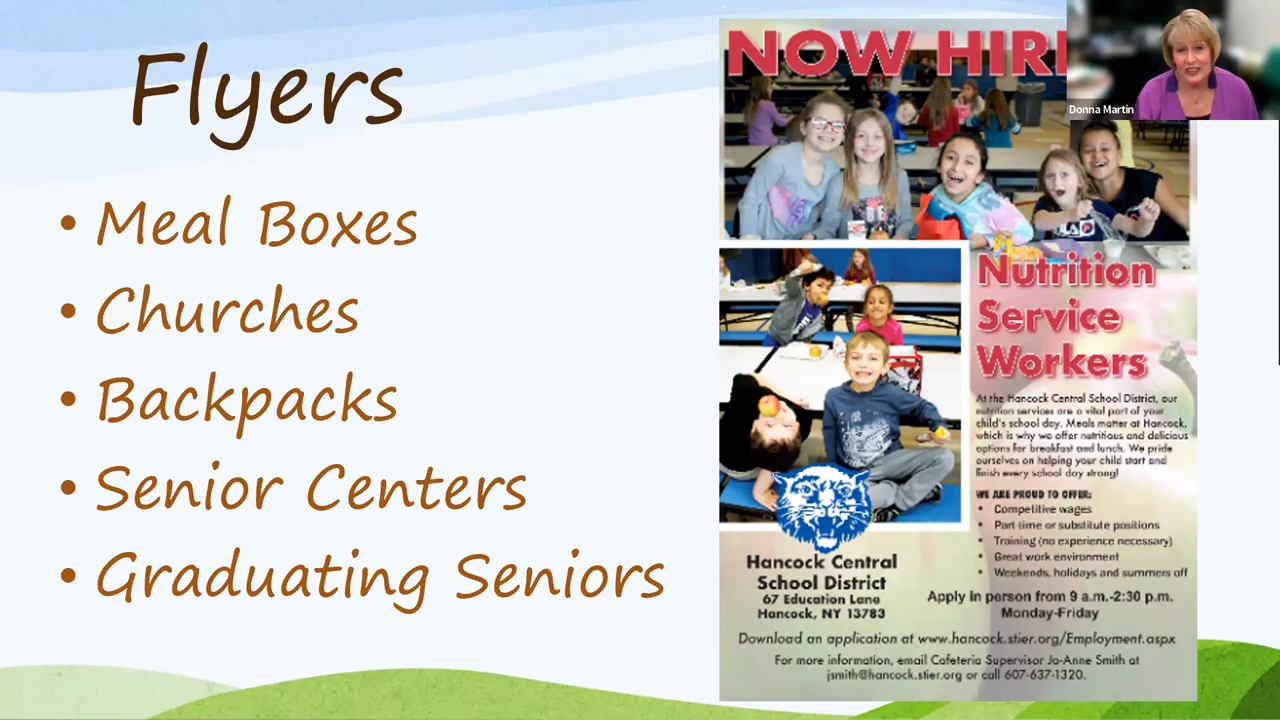 Flyers
• Meal Boxes
• Churches
• Backpacks
• Senior Centers
• Graduating Seniors
NOW HIRI
Donna Martin
Nutrition
Service
Workers
At the Hancock Central School District, our
nutrition services are a vital part of your
child's school day. Meals matter at Hancock,
which is why we offer nutritious and delicious
options for breakfast and lunch. We pride
ourselves on helping your child start and
finish every school day strong!
WE ARE PROUD TO OFFER:
• Competitive wages
• Part-time or substitute positions
• Training (no experience necessary)
• Great work environment
• Weekends, holidays and summers off
Hancock Central
School District
67 Education Lane
Hancock, NY 13783
Apply in person from 9 a.m.-2:30 p.m.
Monday-Friday
Download an application at www.hancock.stier.org/Employment.aspx
For more information, email Cafeteria Supervisor Jo-Anne Smith at
jsmith@hancock.stier.org or call 607-637-1320.